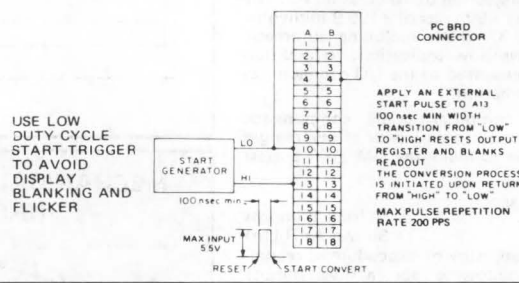 PC BRD
CONNECTOR
A B
1 1
2 2
3 3
4 4
5 5
6 6
7 7
8 8
9 9
10 10
11 11
12 12
13 13
14 14
15 15
16 16
17 17
18 18
USE LOW
DUTY CYCLE
START TRIGGER
TO AVOID
DISPLAY
BLANKING AND
FLICKER
START
GENERATOR
LO
HI
100 nsec min.
MAX INPUT
5.5V
RESET
START CONVERT
APPLY AN EXTERNAL
START PULSE TO A13
100 nsec MIN WIDTH
TRANSITION FROM "LOW"
TO "HIGH" RESETS OUTPUT
REGISTER AND BLANKS
READOUT
THE CONVERSION PROCESS
IS INITIATED UPON RETURN
FROM "HIGH" TO "LOW"
MAX PULSE REPETITION
RATE 200 PPS